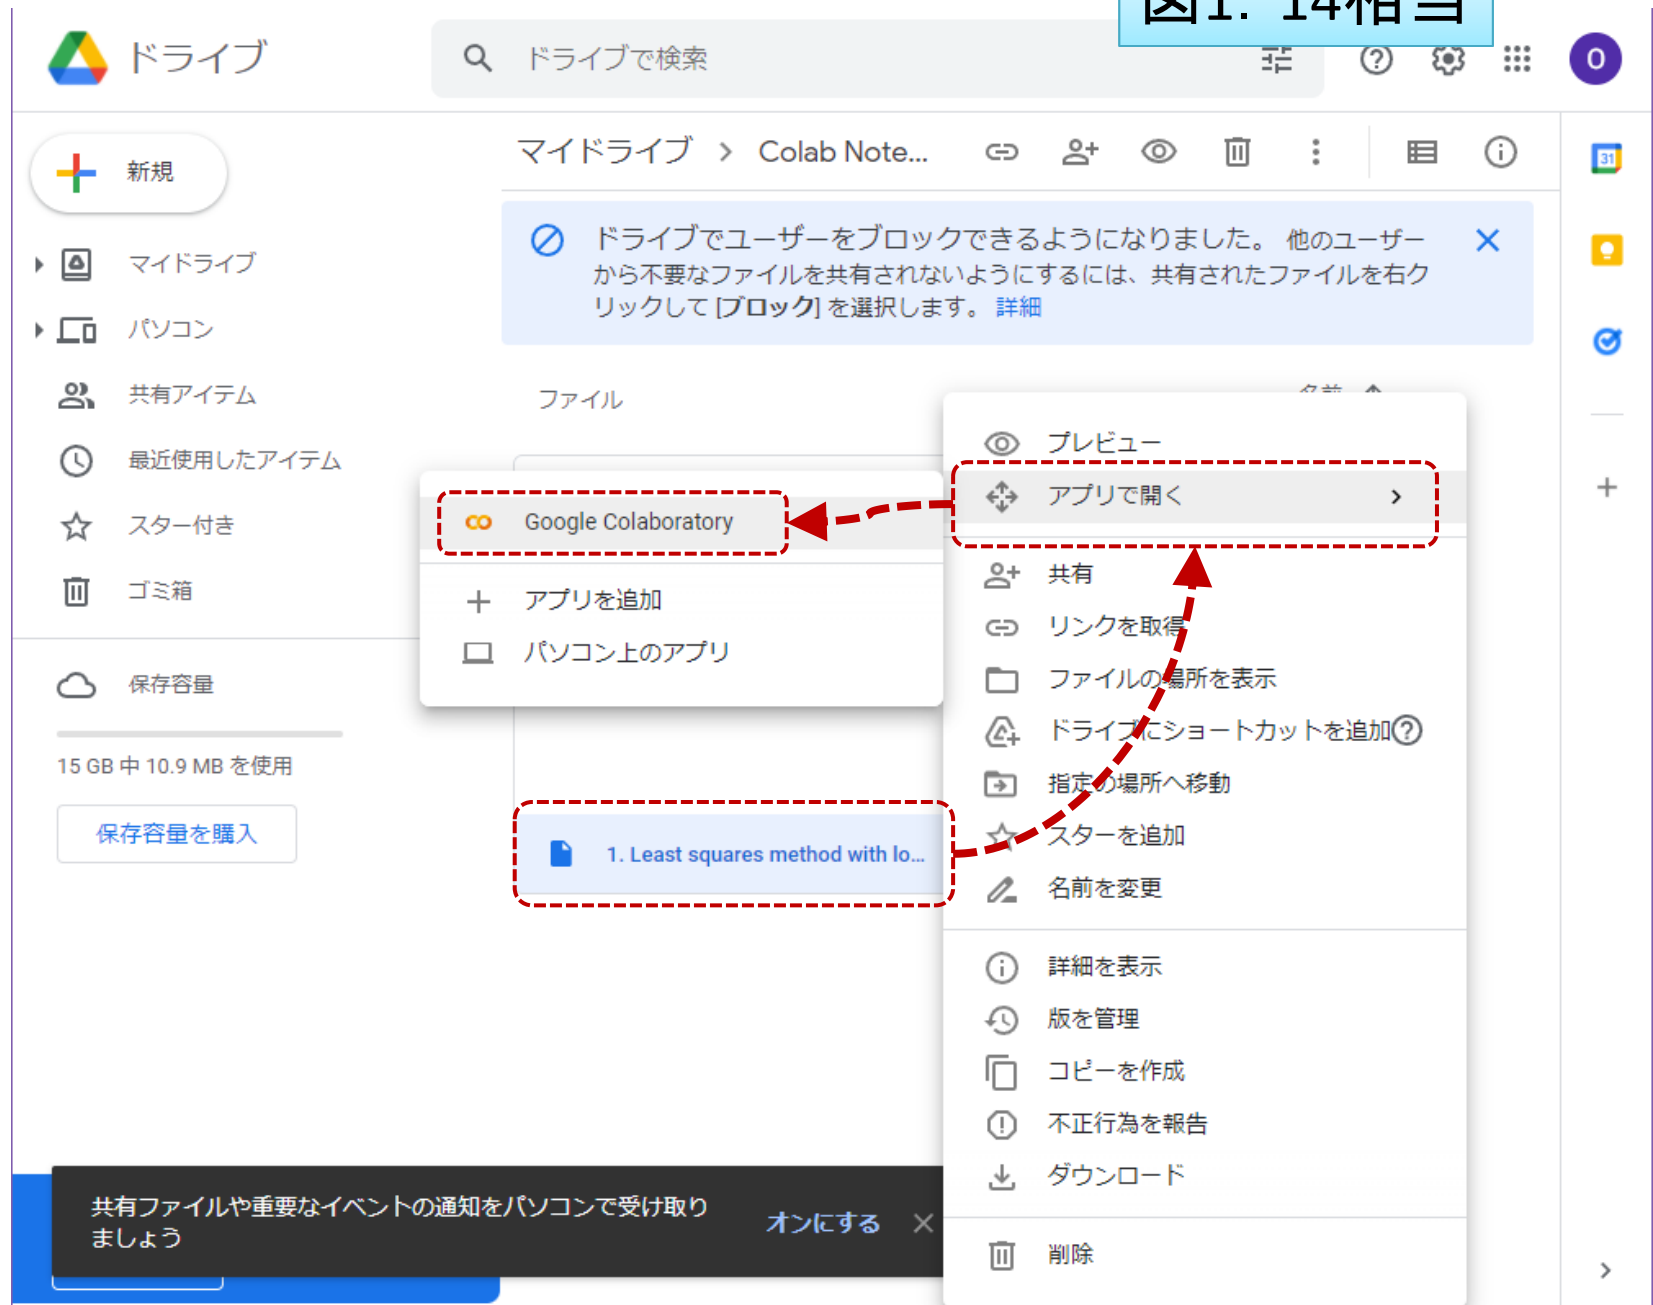 図1. 14相当
ドライブ
ドライブで検索
O
新規
マイドライブ
パソコン
共有アイテム
最近使用したアイテム
スター付き
ゴミ箱
保存容量
15 GB 中 10.9 MB を使用
保存容量を購入
マイドライブ > Colab Note...
31
ドライブでユーザーをブロックできるようになりました。 他のユーザー
から不要なファイルを共有されないようにするには、共有されたファイルを右ク
リックして [ブロック] を選択します。 詳細
ファイル
名前
Google Colaboratory
アプリを追加
パソコン上のアプリ
1. Least squares method with lo...
プレビュー
アプリで開く
共有
リンクを取得
ファイルの場所を表示
ドライブにショートカットを追加
指定の場所へ移動
スターを追加
名前を変更
詳細を表示
版を管理
コピーを作成
不正行為を報告
ダウンロード
削除
共有ファイルや重要なイベントの通知をパソコンで受け取り
ましょう
オンにする